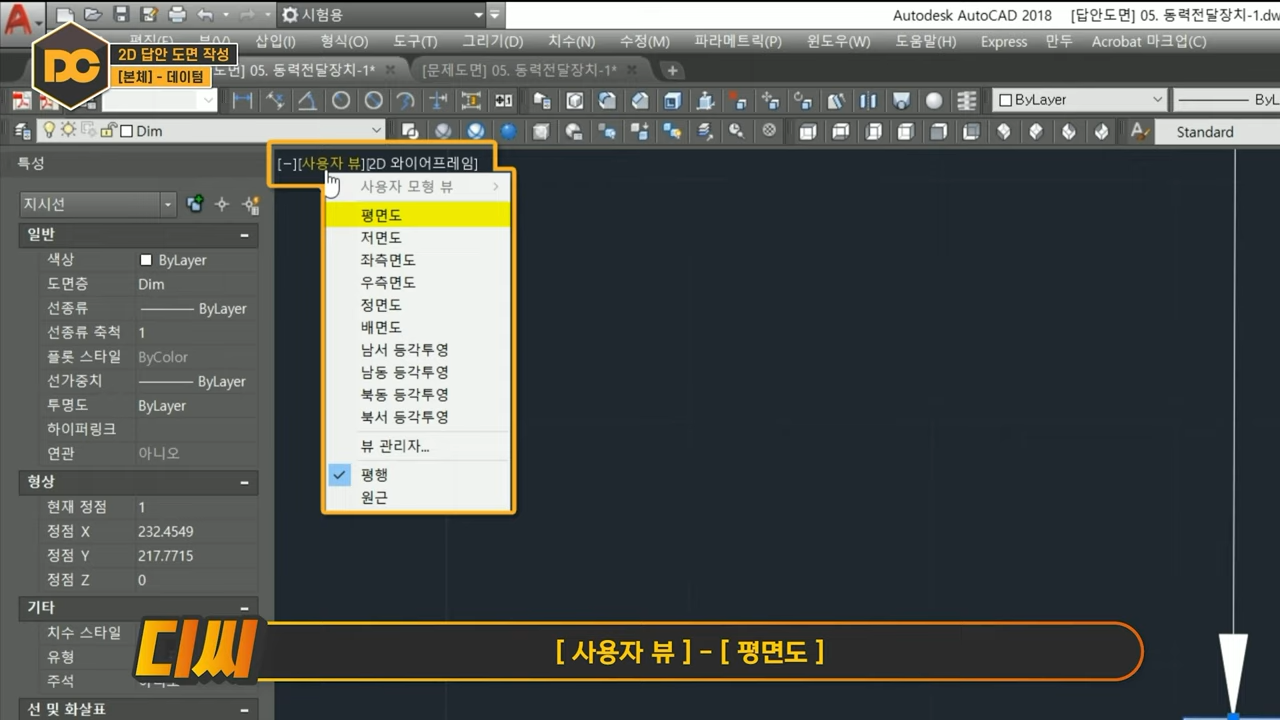 시험용
Autodesk AutoCAD 2018 [답안도면] 05. 동력전달장치-1.dw
편집(E) 뷰(V) 삽입(I) 형식(O) 도구(T) 그리기(D) 치수(N) 수정(M) 파라메트릭(P) 윈도우(W) 도움말(H) Express 만두 Acrobat 마크업(C)
DC
2D 답안 도면 작성
[본체] - 데이텀
도면] 05. 동력전달장치-1* [문제도면] 05. 동력전달장치-1*
ByLayer ByL
Dim
Standard
특성
[−][사용자 뷰][2D 와이어프레임]
사용자 모형 뷰
평면도
저면도
좌측면도
우측면도
정면도
배면도
남서 등각투영
남동 등각투영
북동 등각투영
북서 등각투영
뷰 관리자...
평행
원근
지시선
일반
색상 ByLayer
도면층 Dim
선종류 ByLayer
선종류 축척 1
플롯 스타일 ByColor
선가중치 ByLayer
투명도 ByLayer
하이퍼링크
연관 아니오
형상
현재 정점 1
정점 X 232.4549
정점 Y 217.7715
정점 Z 0
기타
치수 스타일
유형
주석
선 및 화살표
디씨
[ 사용자 뷰 ] - [ 평면도 ]